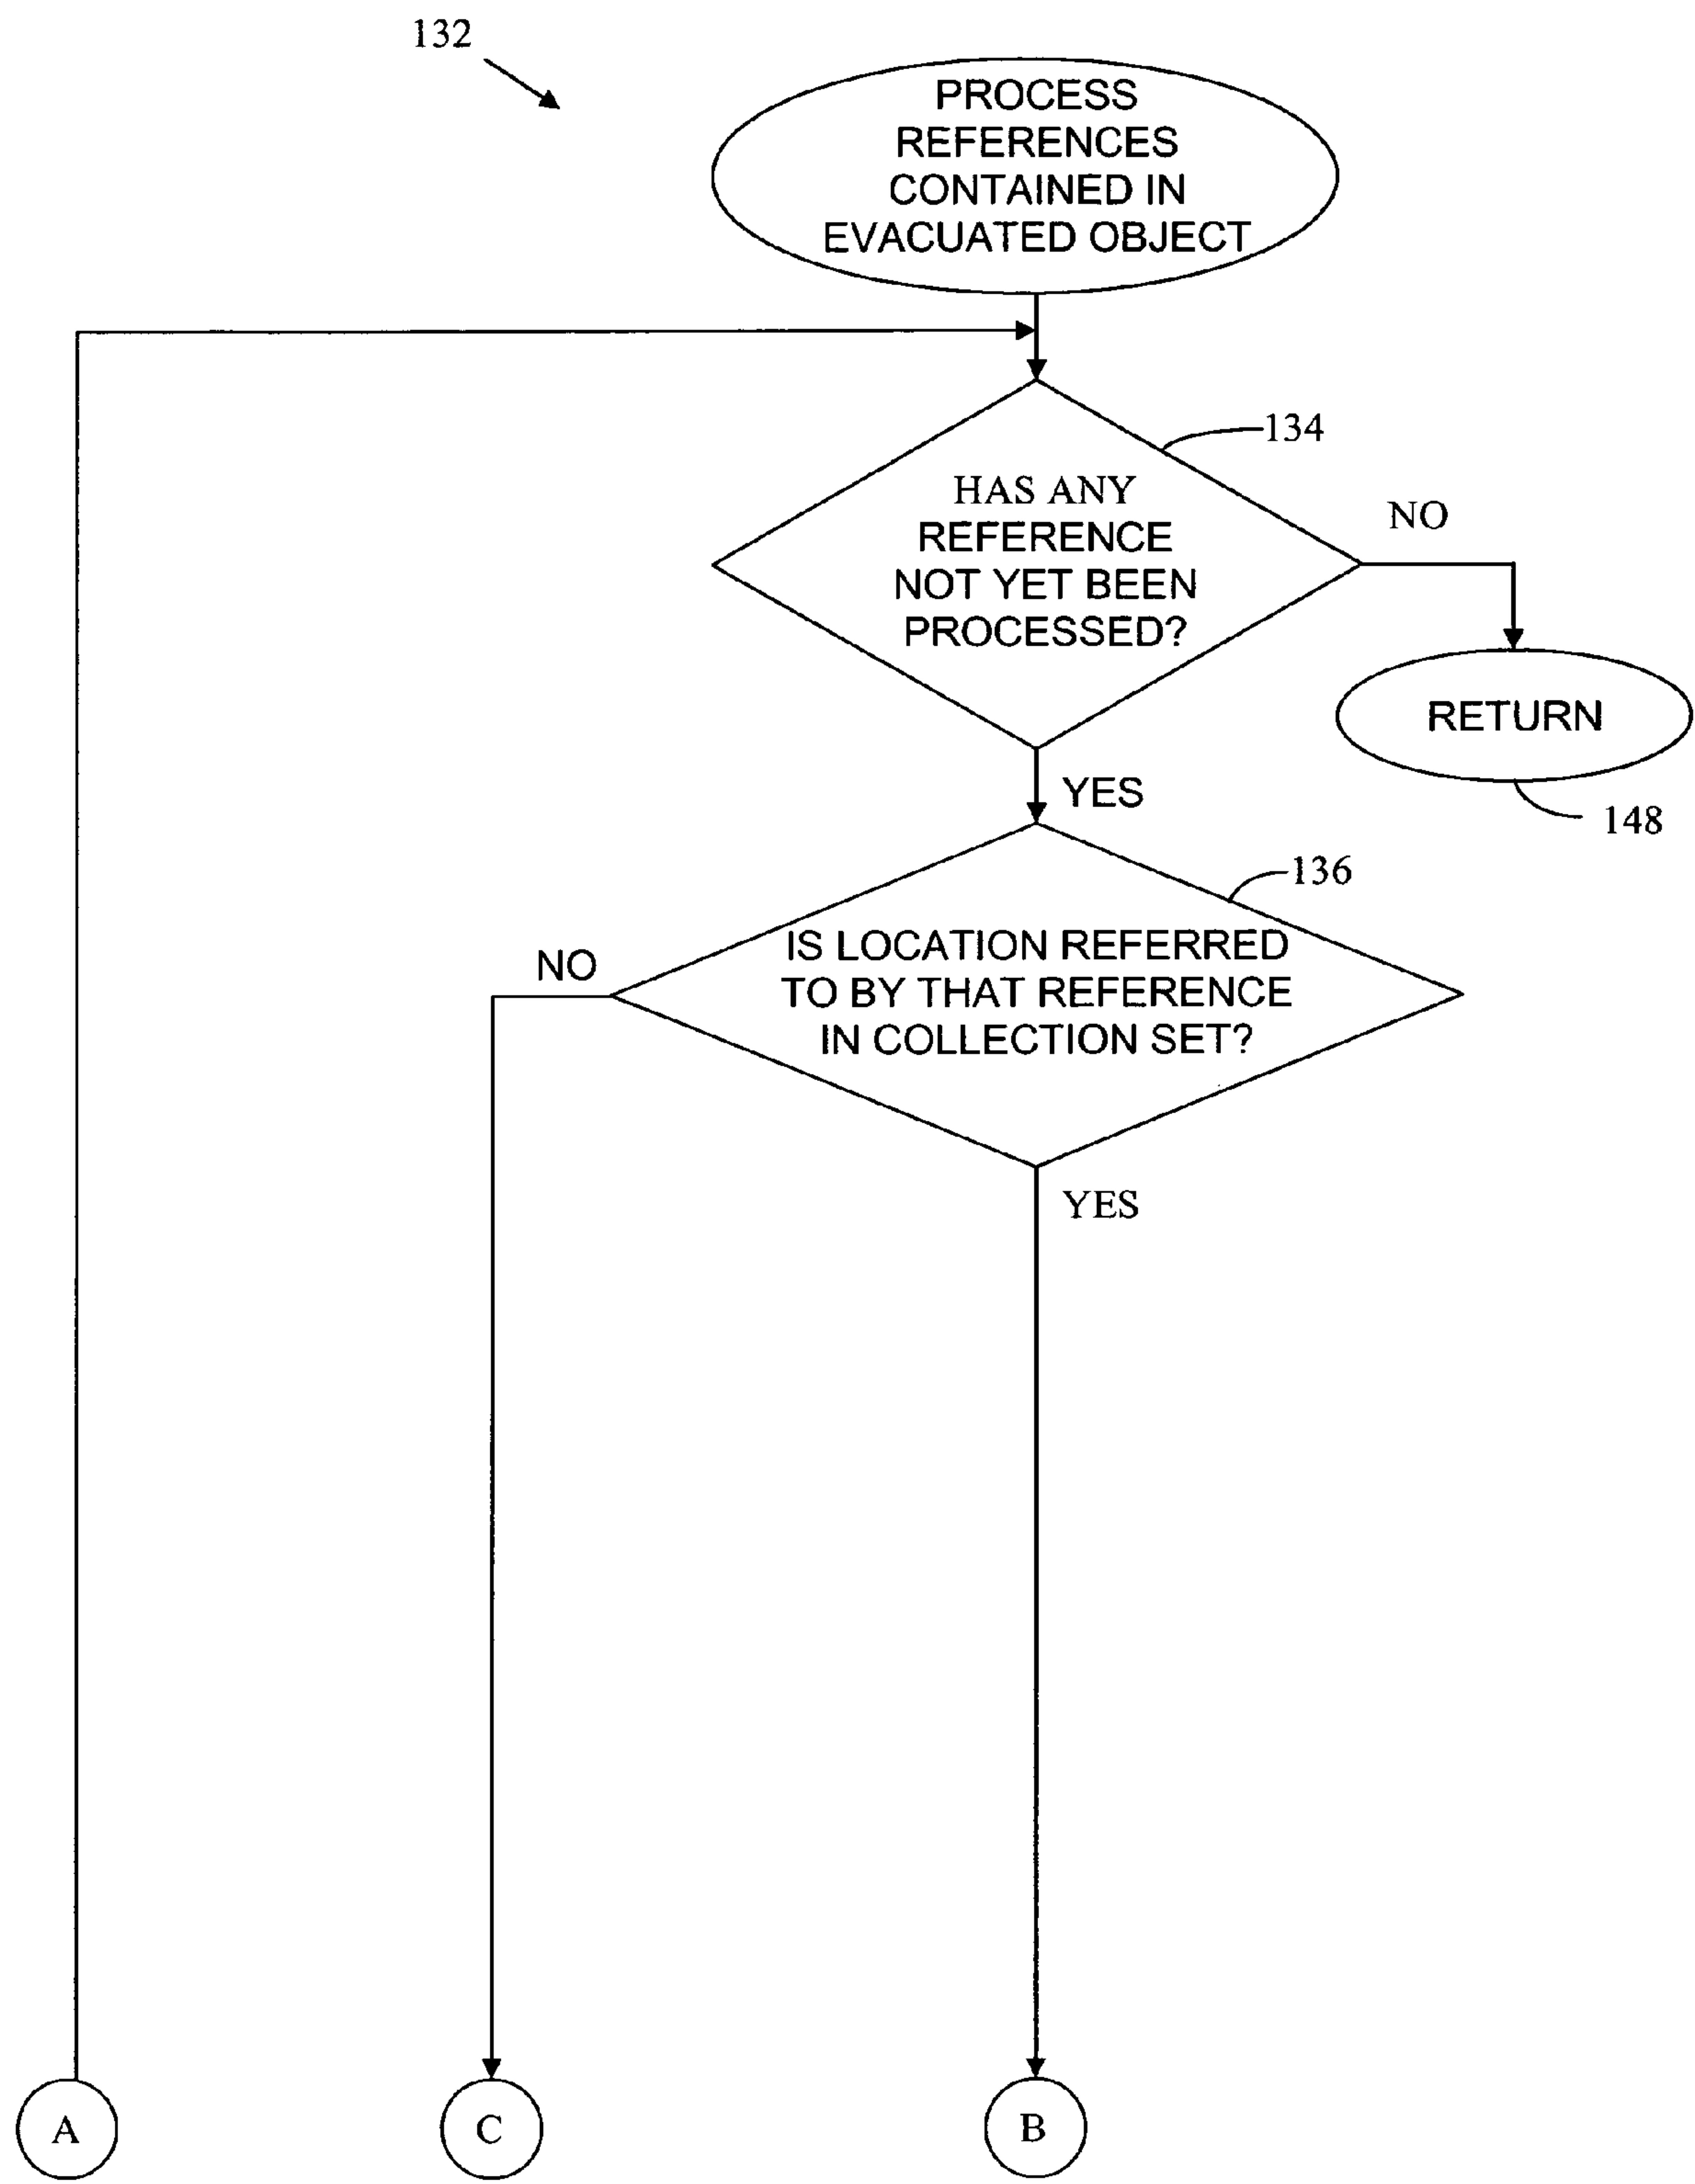 132
PROCESS
REFERENCES
CONTAINED IN
EVACUATED OBJECT
134
HAS ANY
REFERENCE
NOT YET BEEN
PROCESSED?
NO
RETURN
148
YES
136
IS LOCATION REFERRED
TO BY THAT REFERENCE
IN COLLECTION SET?
NO
YES
A
C
B